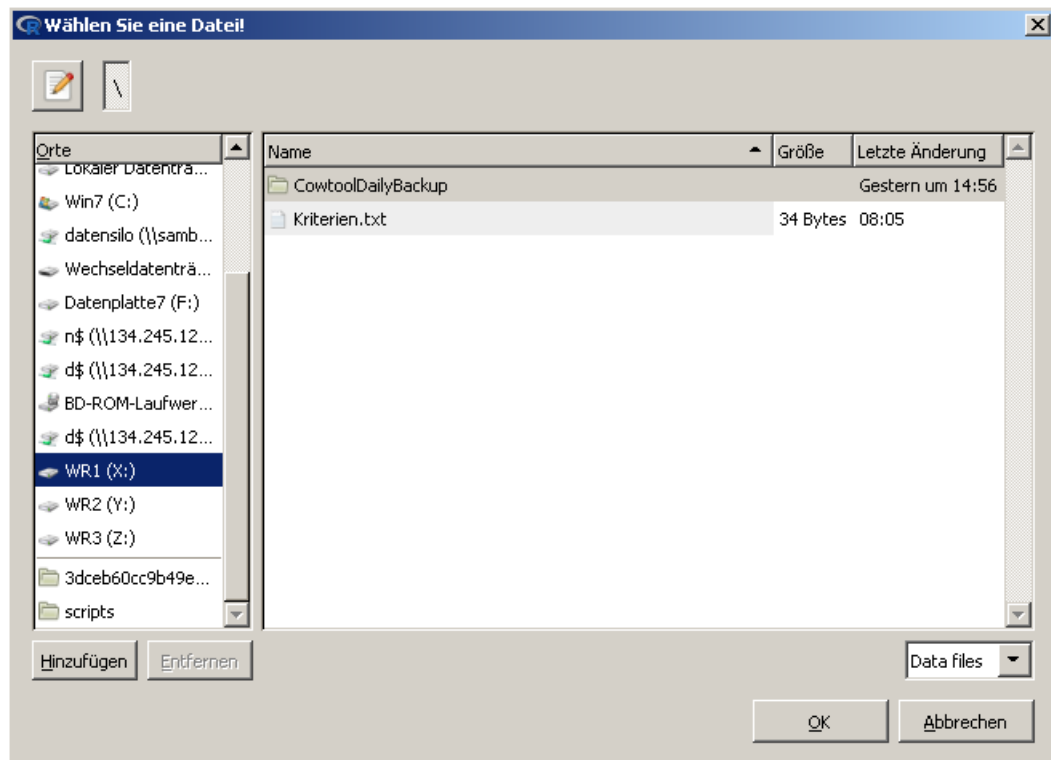 Wählen Sie eine Datei!
\
Orte
Lokaler Datenträ...
Win7 (C:)
datensilo (\\samb...
Wechseldatenträ...
Datenplatte7 (F:)
n$ (\\134.245.12...
d$ (\\134.245.12...
BD-ROM-Laufwer...
d$ (\\134.245.12...
WR1 (X:)
WR2 (Y:)
WR3 (Z:)
3dceb60cc9b49e...
scripts
Name Größe Letzte Änderung
CowtoolDailyBackup Gestern um 14:56
Kriterien.txt 34 Bytes 08:05
Hinzufügen Entfernen Data files
OK Abbrechen